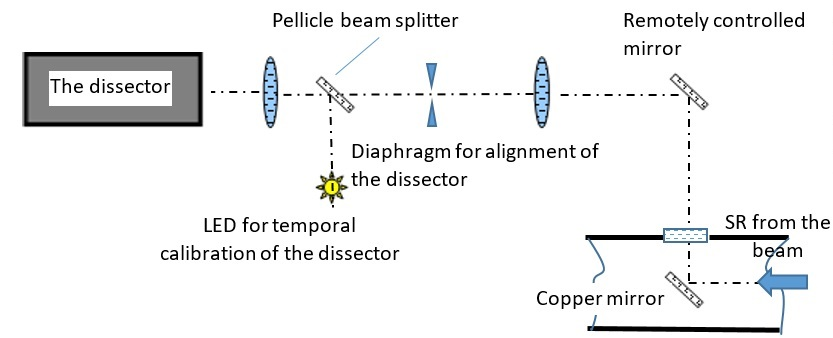 Pellicle beam splitter
Remotely controlled
mirror
The dissector
Diaphragm for alignment of
the dissector
LED for temporal
calibration of the dissector
SR from the
beam
Copper mirror